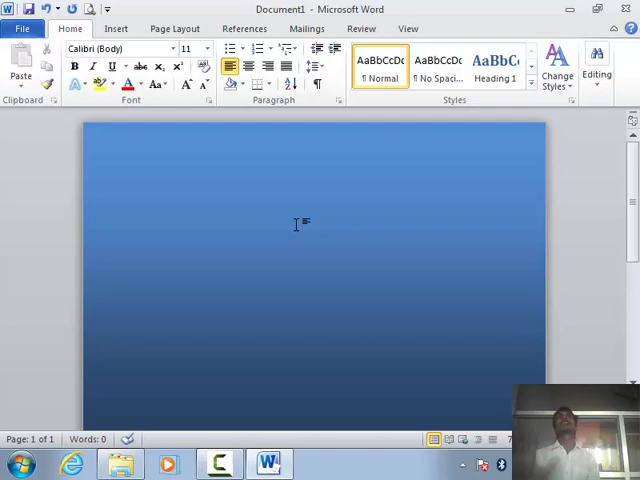 Document1 - Microsoft Word
File Home Insert Page Layout References Mailings Review View
Calibri (Body) 11
AaBbCcDc AaBbCcDc AaBbC
Paste B I U abc X₂ X² ¶ Normal ¶ No Spaci... Heading 1 Change Styles Editing
Aa A A
Clipboard Font Paragraph Styles
Page: 1 of 1 Words: 0